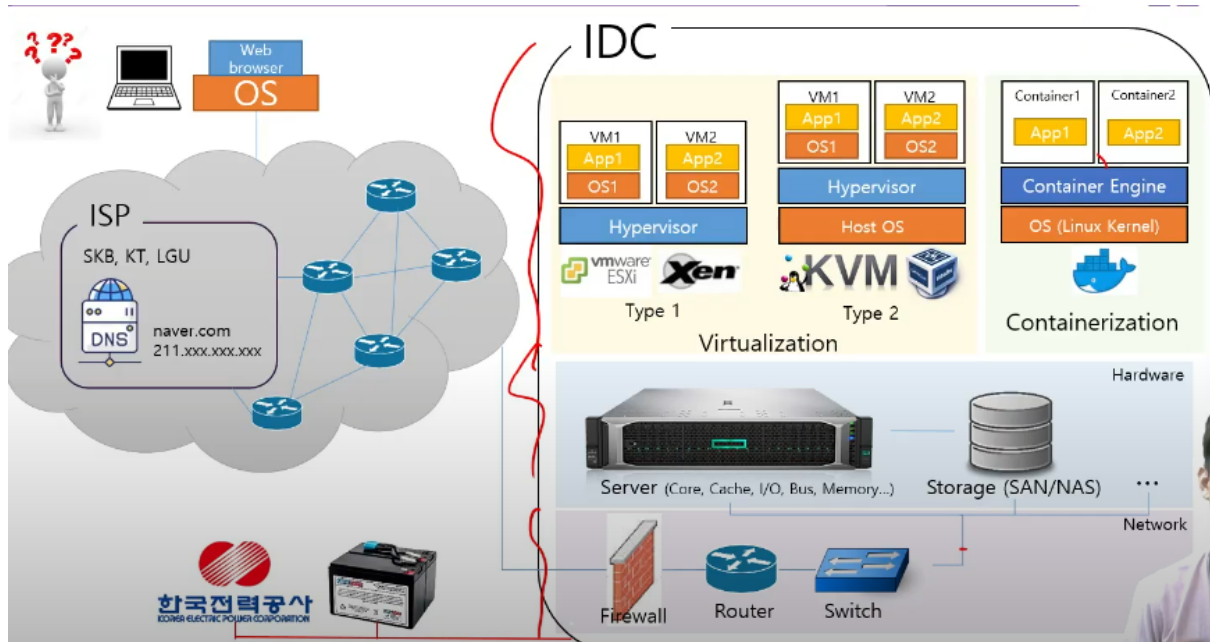 ? ? ? ?
Web
browser
OS
ISP
SKB, KT, LGU
DNS
naver.com
211.xxx.xxx.xxx
한국전력공사
KOREA ELECTRIC POWER CORPORATION
IDC
VM1
App1
OS1
VM2
App2
OS2
Hypervisor
vmware
ESXi
Xen
Type 1
VM1
App1
OS1
VM2
App2
OS2
Hypervisor
Host OS
KVM
Type 2
Virtualization
Container1
App1
Container2
App2
Container Engine
OS (Linux Kernel)
Containerization
Hardware
Server (Core, Cache, I/O, Bus, Memory...)
Storage (SAN/NAS)
...
Network
Firewall
Router
Switch